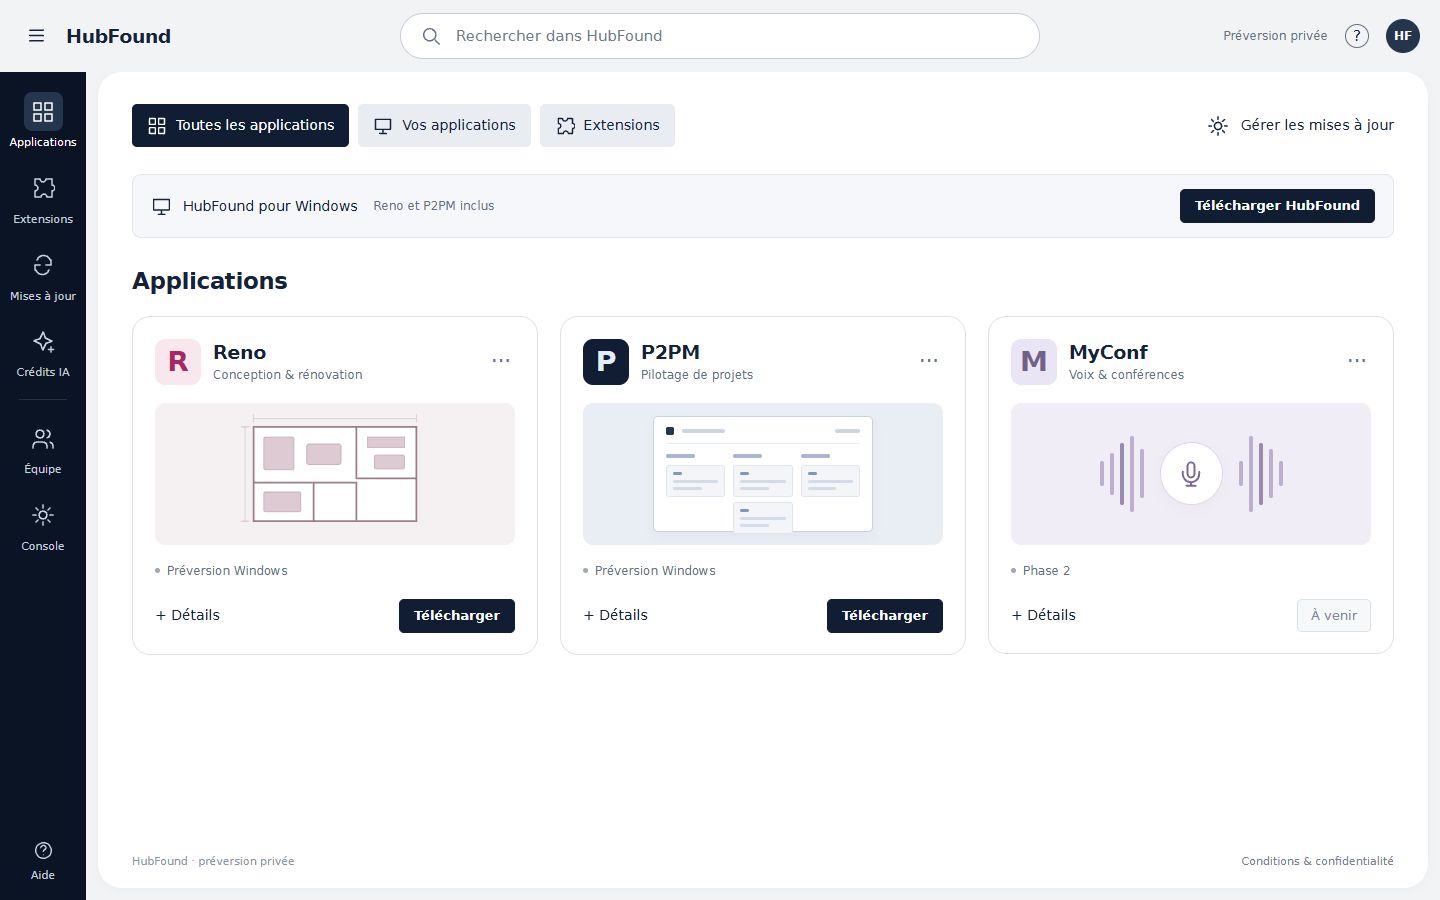 HubFound
Rechercher dans HubFound
Préversion privée
?
HF
Applications
Extensions
Mises à jour
Crédits IA
Équipe
Console
Aide
Toutes les applications
Vos applications
Extensions
Gérer les mises à jour
HubFound pour Windows
Reno et P2PM inclus
Télécharger HubFound
Applications
R
Reno
Conception & rénovation
···
Préversion Windows
+ Détails
Télécharger
P
P2PM
Pilotage de projets
···
Préversion Windows
+ Détails
Télécharger
M
MyConf
Voix & conférences
···
Phase 2
+ Détails
À venir
HubFound · préversion privée
Conditions & confidentialité